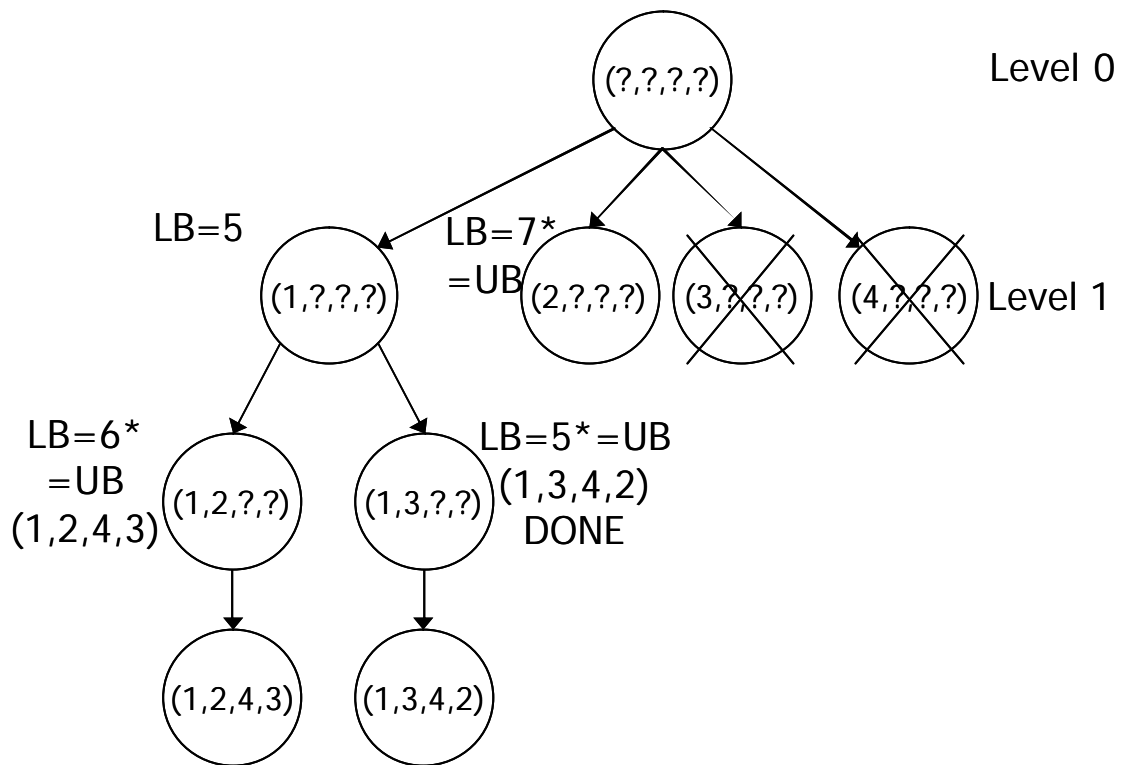 (?,?,?,?)
Level 0
LB=5
LB=7*
=UB
(1,?,?,?)
(2,?,?,?)
(3,?,?,?)
(4,?,?,?)
Level 1
LB=6*
=UB
(1,2,4,3)
(1,2,?,?)
(1,3,?,?)
LB=5*=UB
(1,3,4,2)
DONE
(1,2,4,3)
(1,3,4,2)